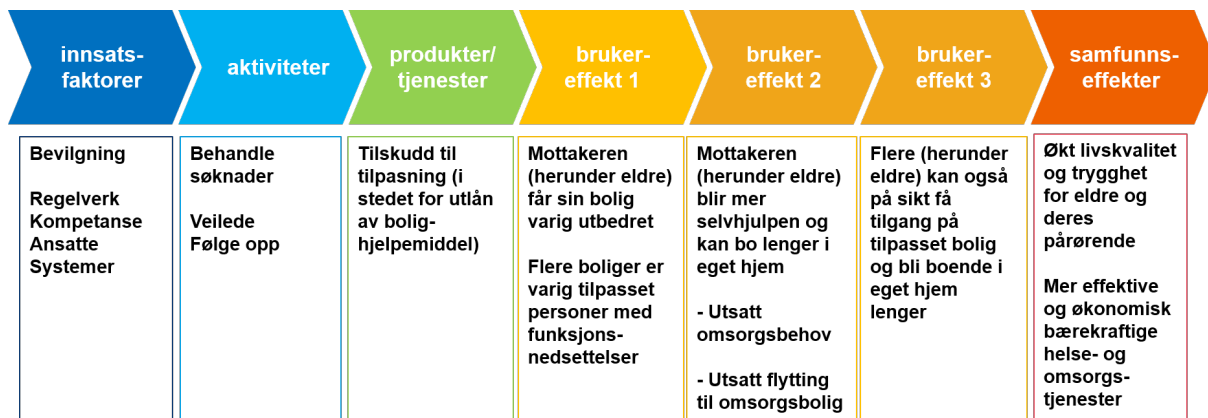 innsats-
faktorer
aktiviteter
produkter/
tjenester
bruker-
effekt 1
bruker-
effekt 2
bruker-
effekt 3
samfunns-
effekter
Bevilgning
Regelverk
Kompetanse
Ansatte
Systemer
Behandle
søknader
Veilede
Følge opp
Tilskudd til
tilpasning (i
stedet for utlån
av bolig-
hjelpemiddel)
Mottakeren
(herunder eldre)
får sin bolig
varig utbedret
Flere boliger er
varig tilpasset
personer med
funksjons-
nedsettelser
Mottakeren
(herunder eldre)
blir mer
selvhjulpen og
kan bo lenger i
eget hjem
- Utsatt
omsorgsbehov
- Utsatt flytting
til omsorgsbolig
Flere (herunder
eldre) kan også
på sikt få
tilgang på
tilpasset bolig
og bli boende i
eget hjem
lenger
Økt livskvalitet
og trygghet
for eldre og
deres
pårørende
Mer effektive
og økonomisk
bærekraftige
helse- og
omsorgs-
tjenester